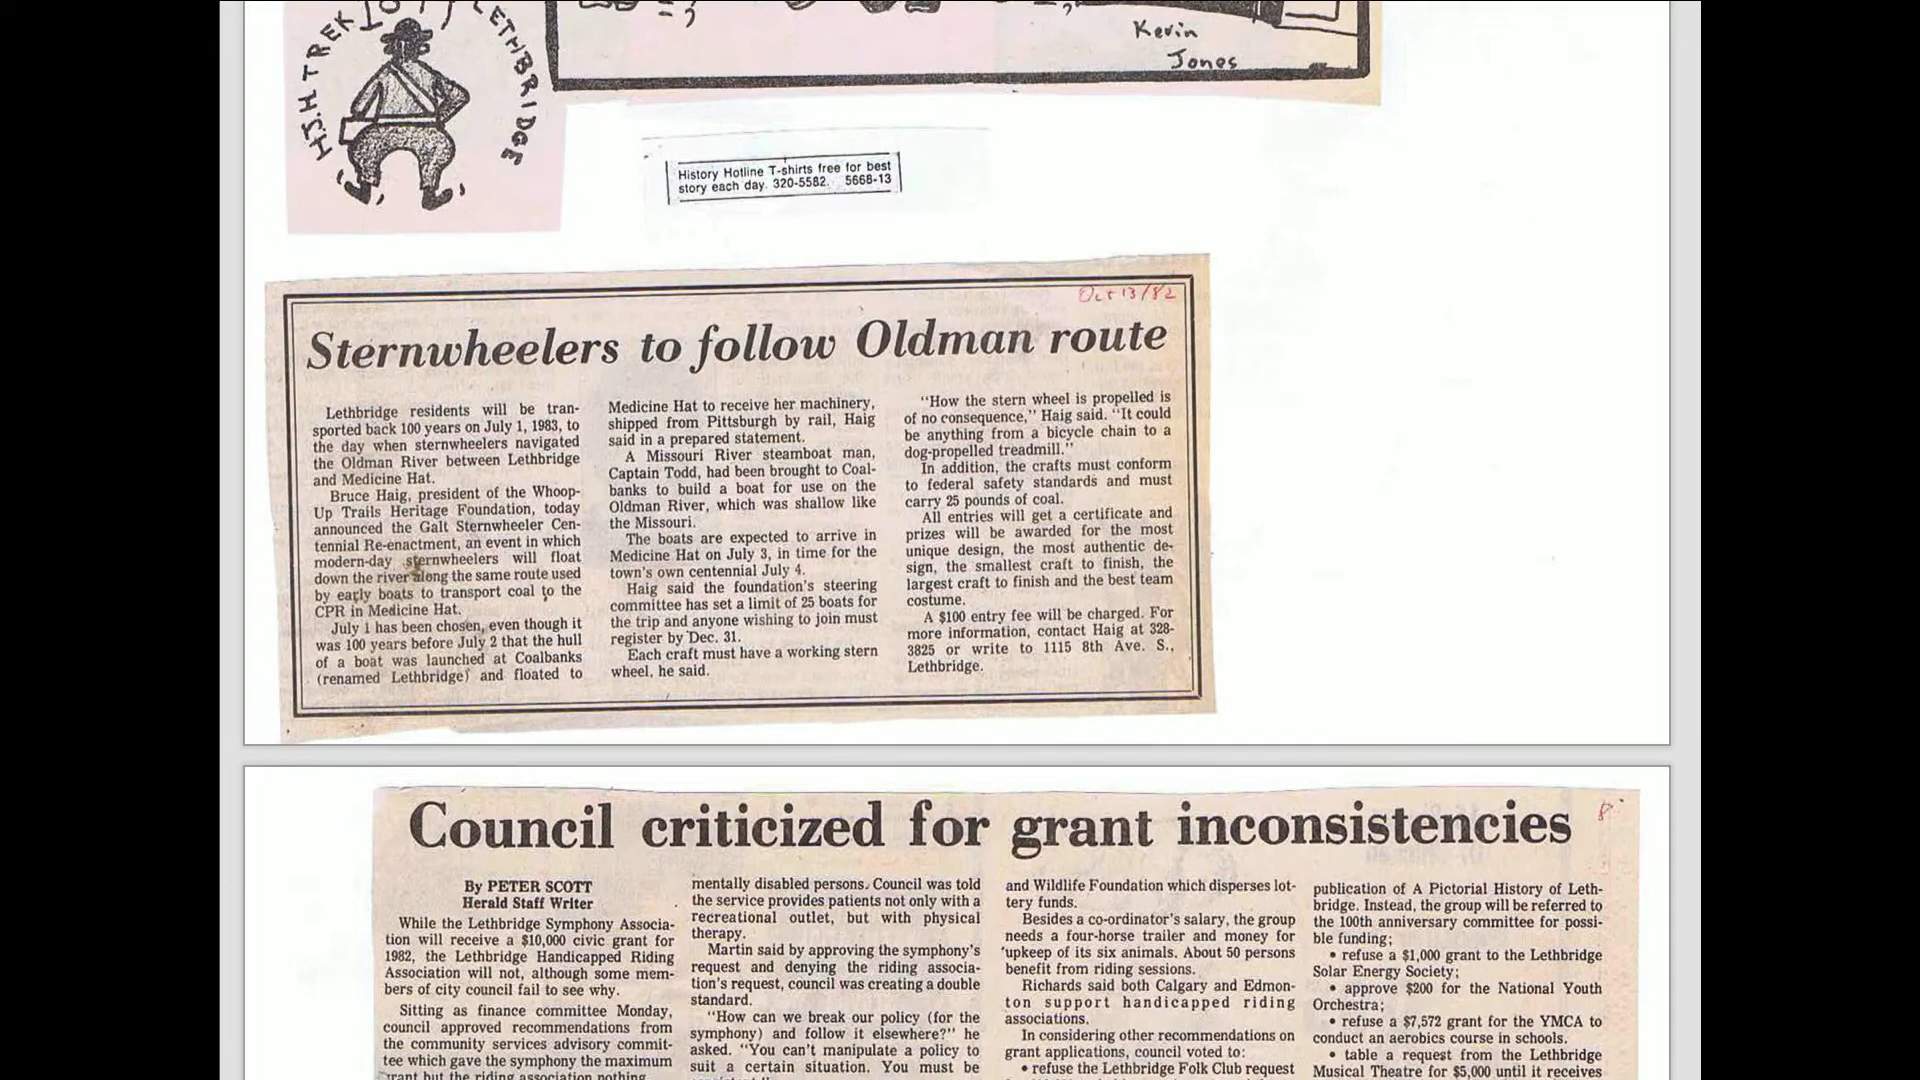 H.J.H TREK
LETHBRIDGE
Kevin
Jones
History Hotline T-shirts free for best
story each day. 320-5582. 5668-13
Oct 13/82
Sternwheelers to follow Oldman route
Lethbridge residents will be tran-
sported back 100 years on July 1, 1983, to
the day when sternwheelers navigated
the Oldman River between Lethbridge
and Medicine Hat.
Bruce Haig, president of the Whoop-
Up Trails Heritage Foundation, today
announced the Galt Sternwheeler Cen-
tennial Re-enactment, an event in which
modern-day sternwheelers will float
down the river along the same route used
by early boats to transport coal to the
CPR in Medicine Hat.
July 1 has been chosen, even though it
was 100 years before July 2 that the hull
of a boat was launched at Coalbanks
(renamed Lethbridge) and floated to
Medicine Hat to receive her machinery,
shipped from Pittsburgh by rail, Haig
said in a prepared statement.
A Missouri River steamboat man,
Captain Todd, had been brought to Coal-
banks to build a boat for use on the
Oldman River, which was shallow like
the Missouri.
The boats are expected to arrive in
Medicine Hat on July 3, in time for the
town's own centennial July 4.
Haig said the foundation's steering
committee has set a limit of 25 boats for
the trip and anyone wishing to join must
register by Dec. 31.
Each craft must have a working stern
wheel, he said.
"How the stern wheel is propelled is
of no consequence," Haig said. "It could
be anything from a bicycle chain to a
dog-propelled treadmill."
In addition, the crafts must conform
to federal safety standards and must
carry 25 pounds of coal.
All entries will get a certificate and
prizes will be awarded for the most
unique design, the most authentic de-
sign, the smallest craft to finish, the
largest craft to finish and the best team
costume.
A $100 entry fee will be charged. For
more information, contact Haig at 328-
3825 or write to 1115 8th Ave. S.,
Lethbridge.
Council criticized for grant inconsistencies
By PETER SCOTT
Herald Staff Writer
While the Lethbridge Symphony Associa-
tion will receive a $10,000 civic grant for
1982, the Lethbridge Handicapped Riding
Association will not, although some mem-
bers of city council fail to see why.
Sitting as finance committee Monday,
council approved recommendations from
the community services advisory commit-
tee which gave the symphony the maximum
grant but the riding association nothing.
mentally disabled persons. Council was told
the service provides patients not only with a
recreational outlet, but with physical
therapy.
Martin said by approving the symphony's
request and denying the riding associa-
tion's request, council was creating a double
standard.
"How can we break our policy (for the
symphony) and follow it elsewhere?" he
asked. "You can't manipulate a policy to
suit a certain situation. You must be
and Wildlife Foundation which disperses lot-
tery funds.
Besides a co-ordinator's salary, the group
needs a four-horse trailer and money for
upkeep of its six animals. About 50 persons
benefit from riding sessions.
Richards said both Calgary and Edmon-
ton support handicapped riding
associations.
In considering other recommendations on
grant applications, council voted to:
• refuse the Lethbridge Folk Club request
publication of A Pictorial History of Leth-
bridge. Instead, the group will be referred to
the 100th anniversary committee for possi-
ble funding;
• refuse a $1,000 grant to the Lethbridge
Solar Energy Society;
• approve $200 for the National Youth
Orchestra;
• refuse a $7,572 grant for the YMCA to
conduct an aerobics course in schools.
• table a request from the Lethbridge
Musical Theatre for $5,000 until it receives